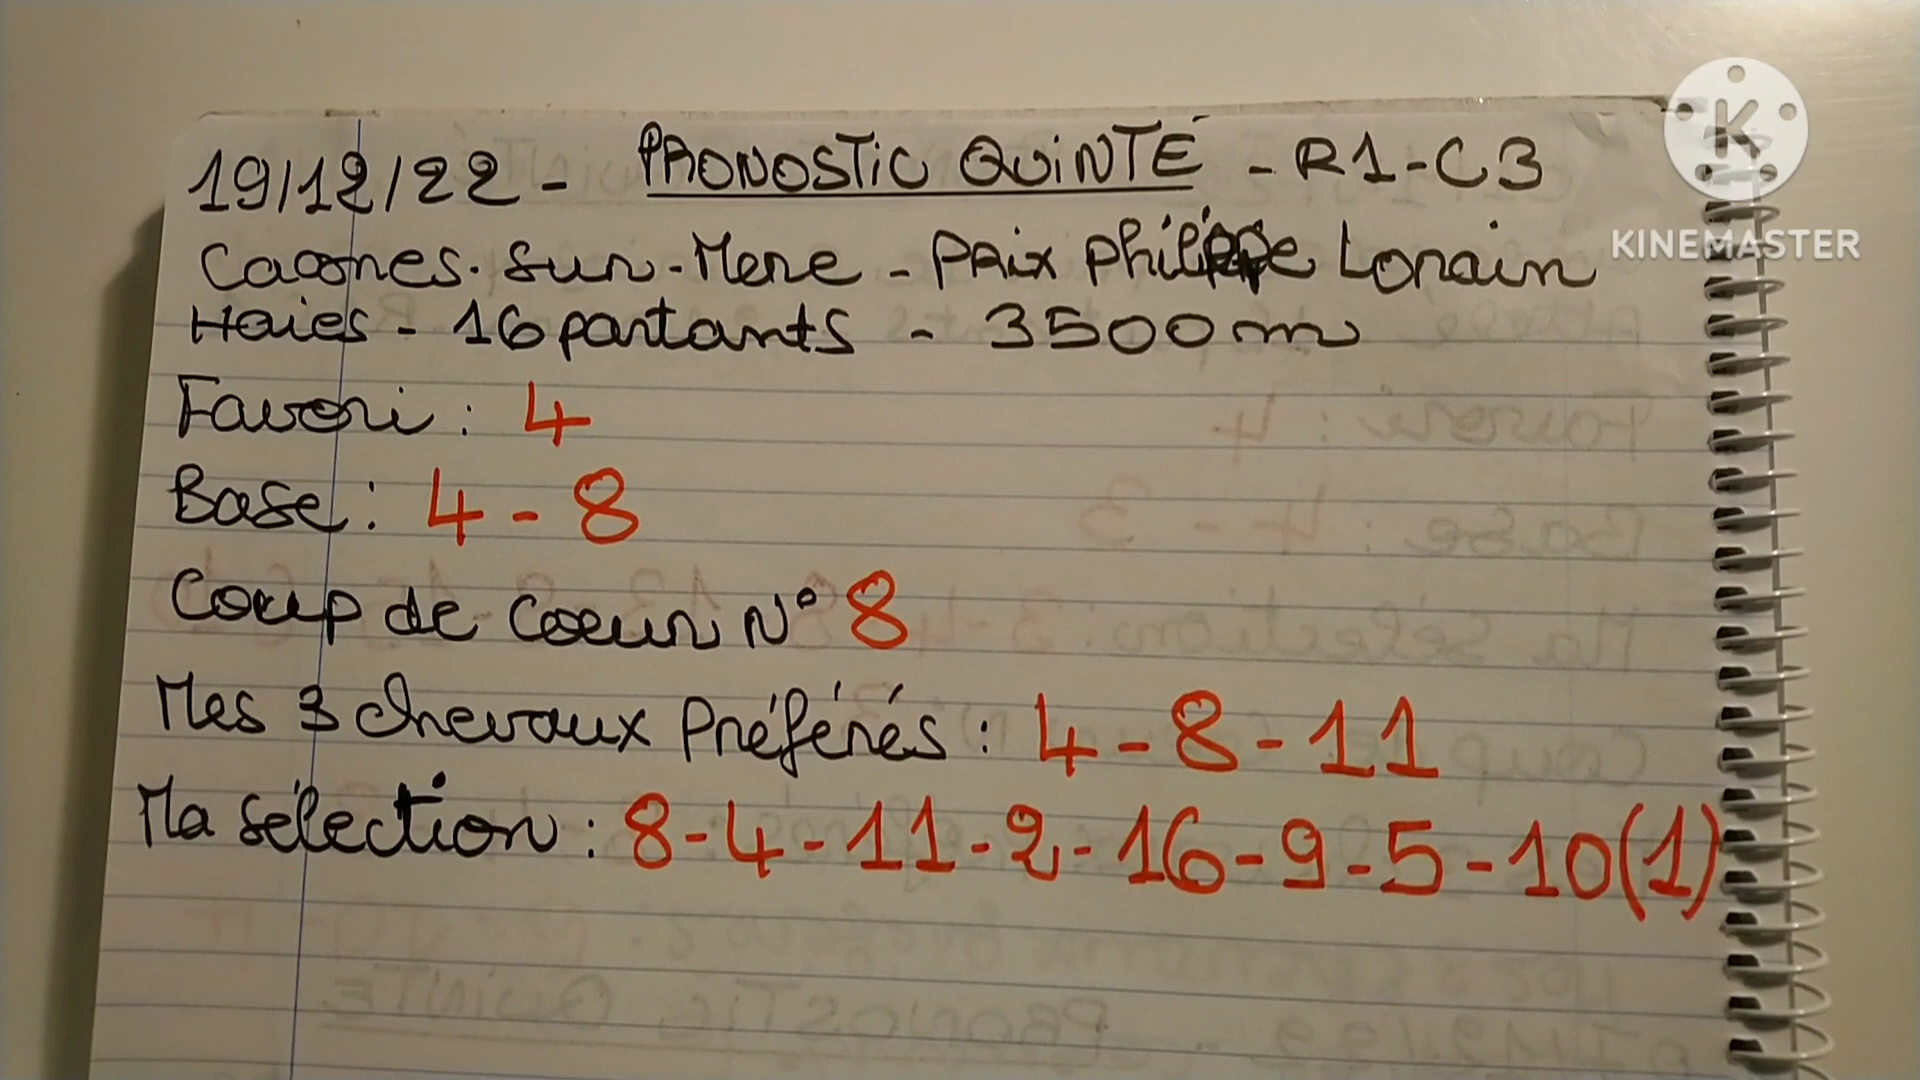 19/12/22 - PRONOSTIC QUINTÉ - R1-C3
Cagnes-sur-Mere - Prix Philippe Lorain
Haies - 16 partants - 3500m
Favori : 4
Base : 4 - 8
Coup de coeur N° 8
Mes 3 chevaux Préférés : 4 - 8 - 11
Ma sélection : 8 - 4 - 11 - 2 - 16 - 9 - 5 - 10 (1)
K
KINEMASTER